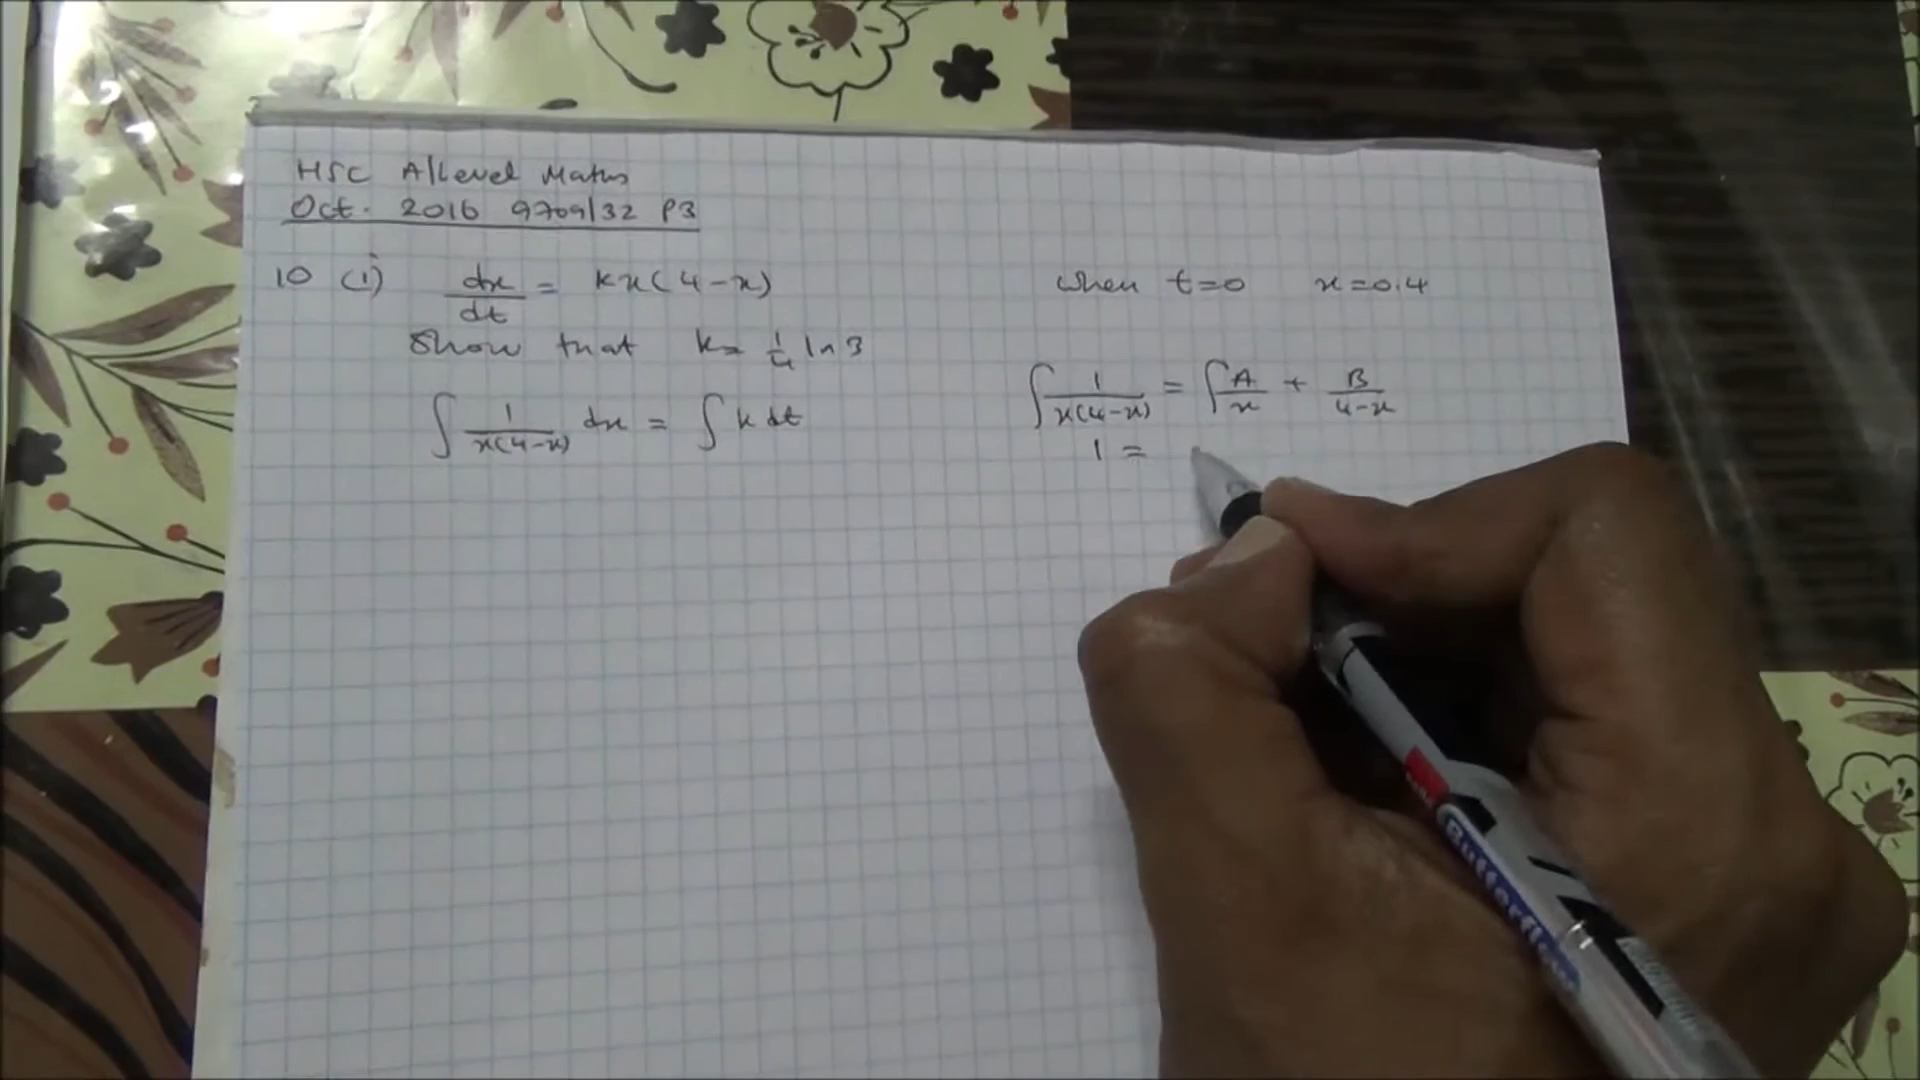 HSC A/Level Maths
Oct. 2016 9709/32 P3
10 (i) dx/dt = kx(4-x)
when t=0 x=0.4
Show that k= 1/4 ln 3
∫ 1/x(4-x) dx = ∫ k dt
∫ 1/x(4-x) = ∫ A/x + B/4-x
1 =
Butterflow